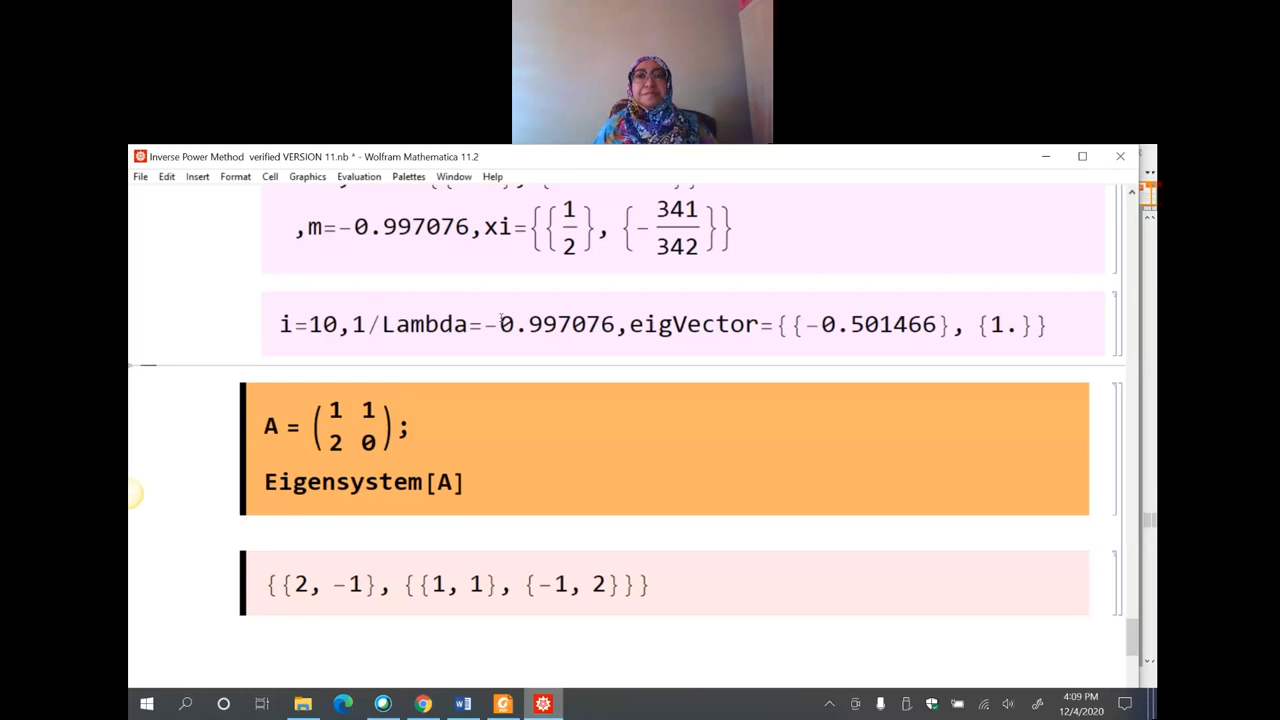 Inverse Power Method verified VERSION 11.nb * - Wolfram Mathematica 11.2
File Edit Insert Format Cell Graphics Evaluation Palettes Window Help
,m=-0.997076,xi={{1/2}, {-341/342}}
i=10,1/Lambda=-0.997076,eigVector={{-0.501466}, {1.}}
A = (1 1
2 0);
Eigensystem[A]
{{2, -1}, {{1, 1}, {-1, 2}}}
4:09 PM
12/4/2020